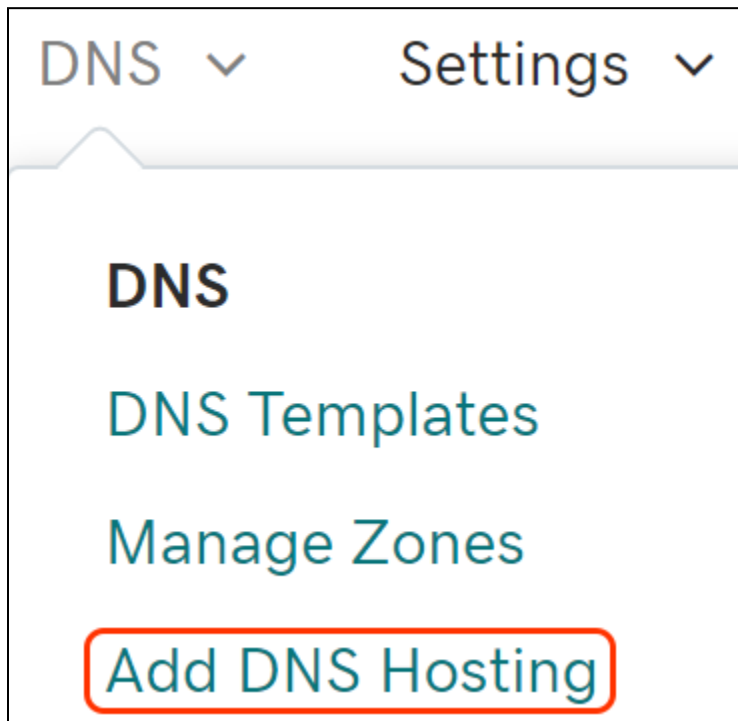 DNS Settings
DNS
DNS Templates
Manage Zones
Add DNS Hosting